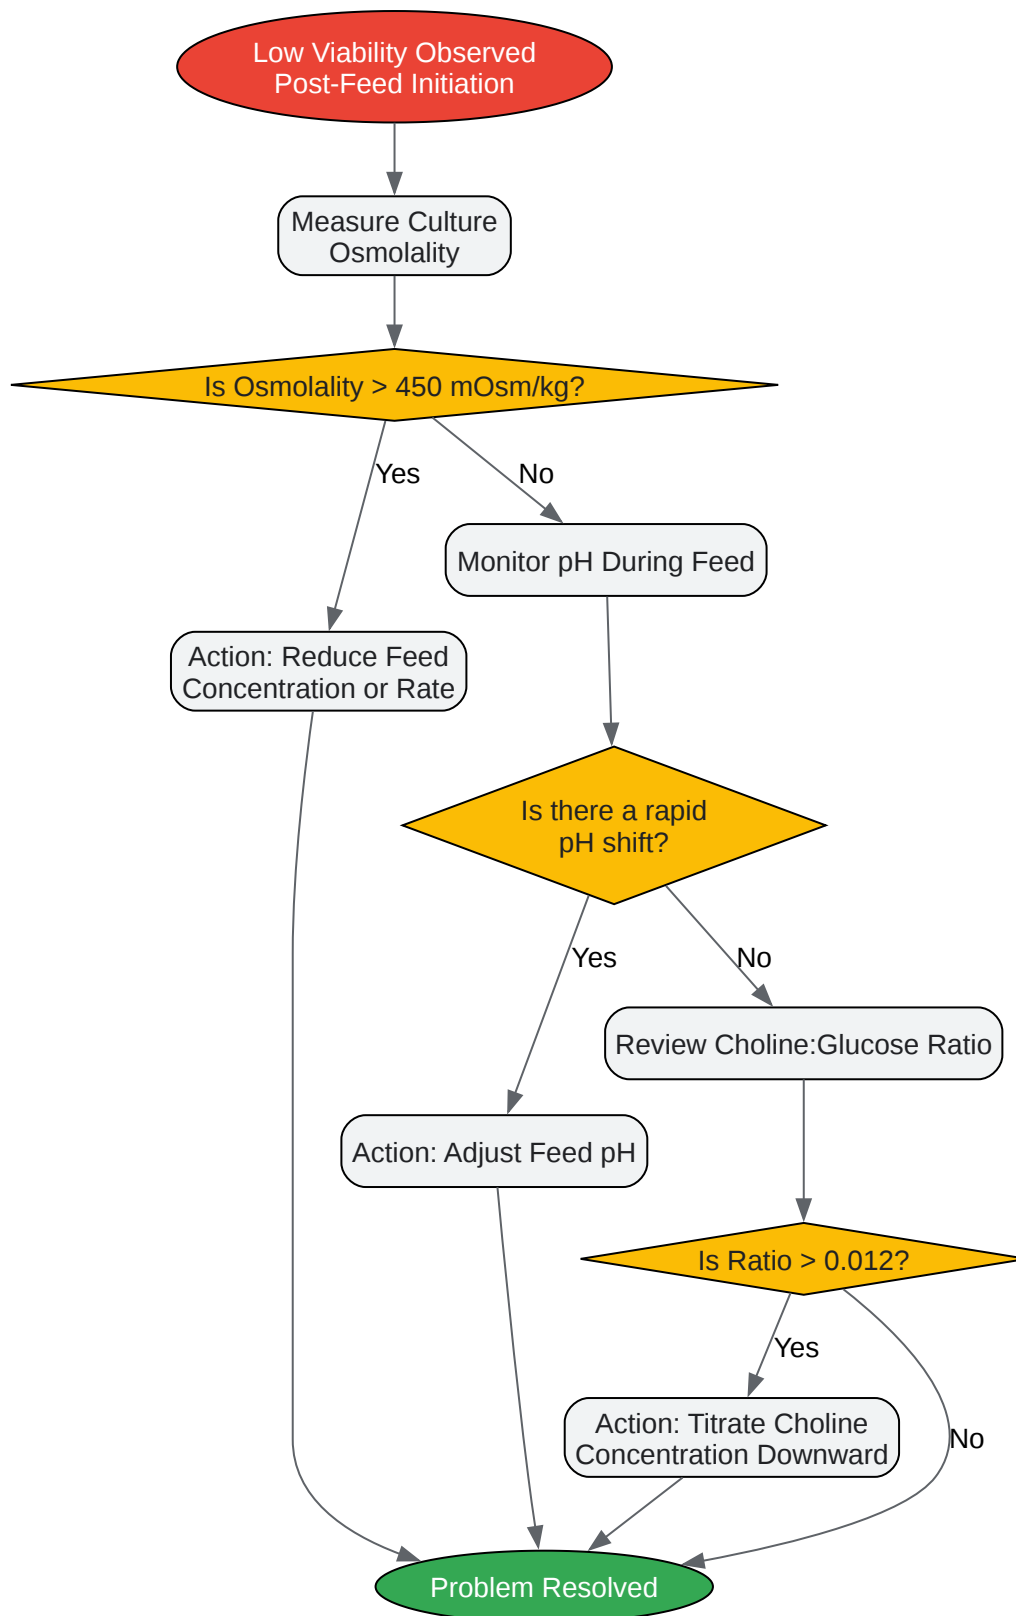 Low Viability Observed
Post-Feed Initiation
Measure Culture
Osmolality
Is Osmolality > 450 mOsm/kg?
Yes
No
Monitor pH During Feed
Action: Reduce Feed
Concentration or Rate
Is there a rapid
pH shift?
Yes
No
Review Choline:Glucose Ratio
Action: Adjust Feed pH
Is Ratio > 0.012?
Yes
Action: Titrate Choline
Concentration Downward
No
Problem Resolved